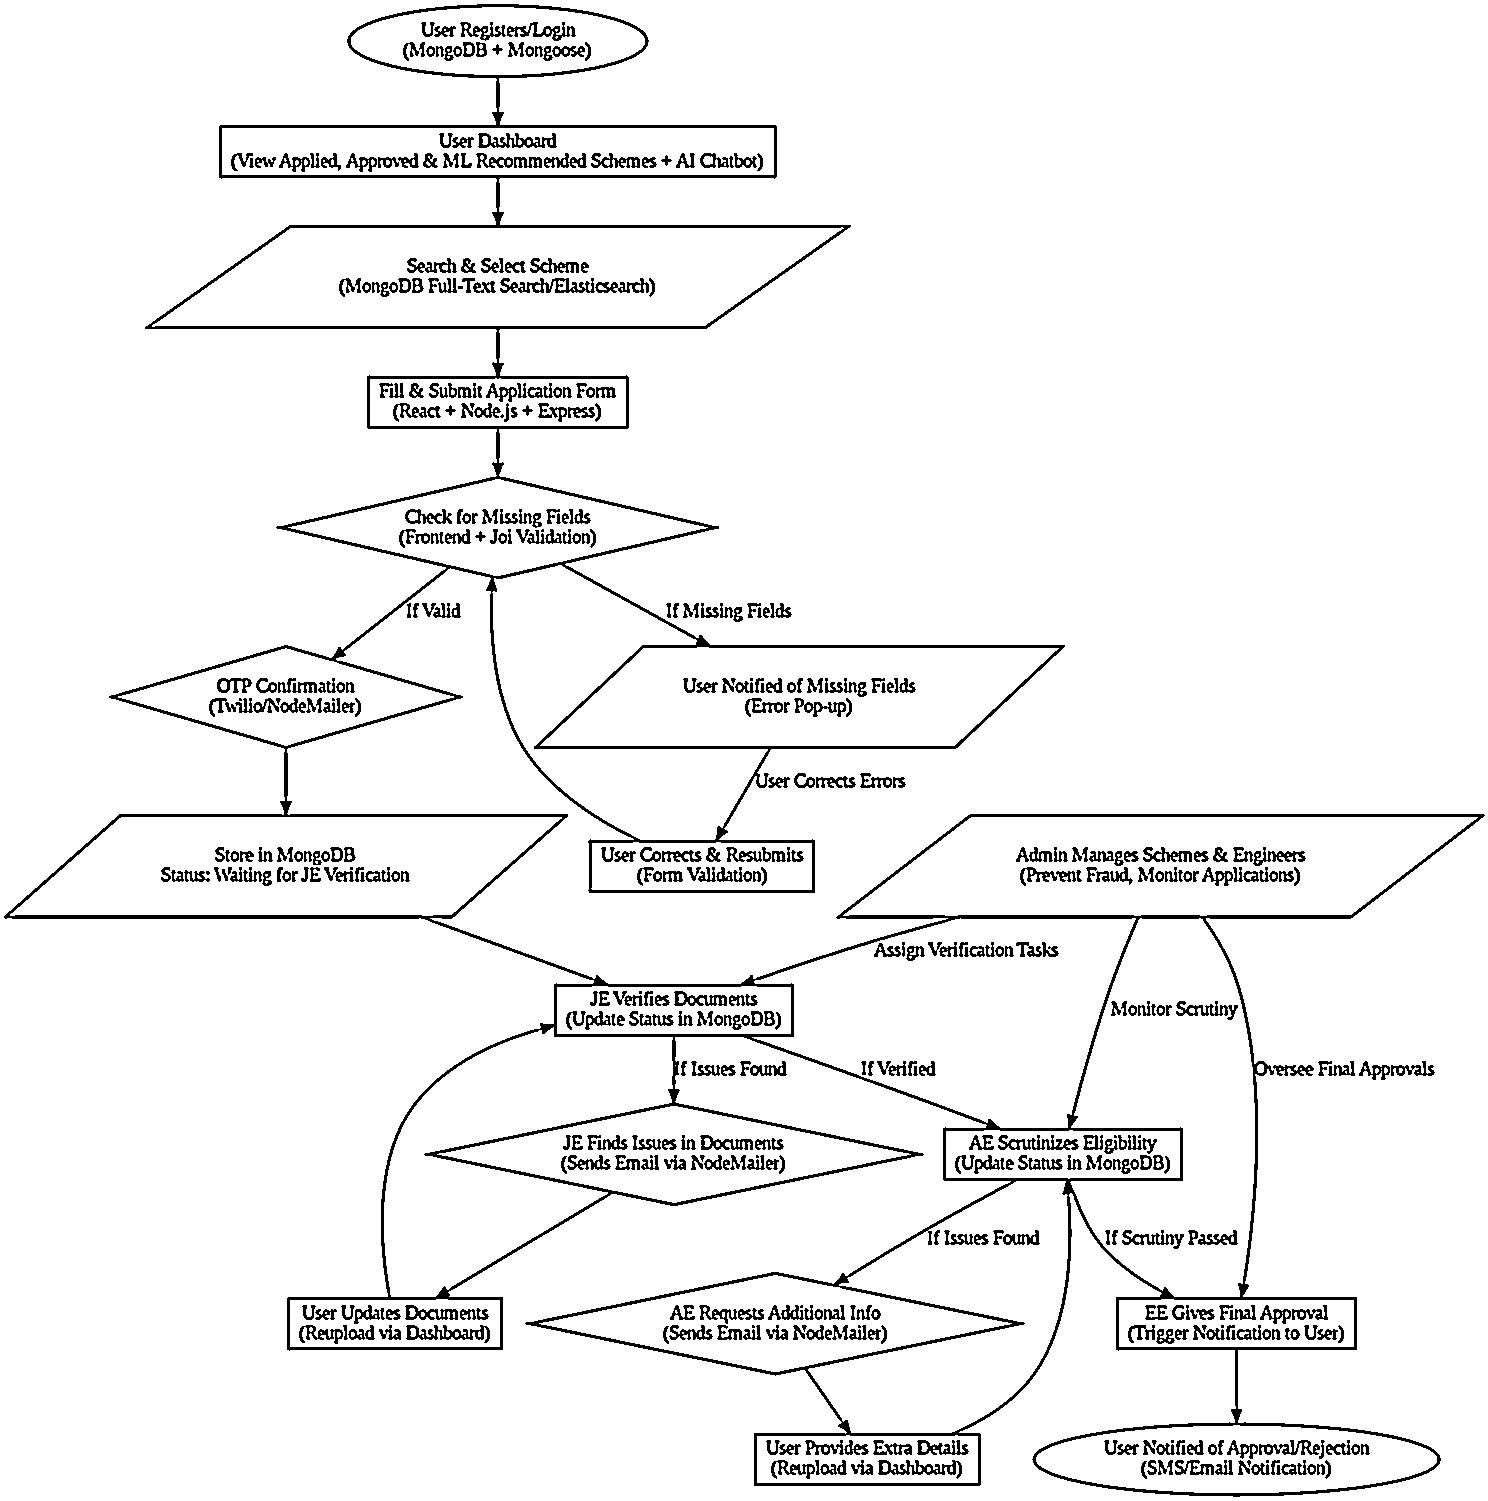 User Registers/Login
(MongoDB + Mongoose)
User Dashboard
(View Applied, Approved & ML Recommended Schemes + AI Chatbot)
Search & Select Scheme
(MongoDB Full-Text Search/Elasticsearch)
Fill & Submit Application Form
(React + Node.js + Express)
Check for Missing Fields
(Frontend + Joi Validation)
If Valid
If Missing Fields
OTP Confirmation
(Twilio/NodeMailer)
User Notified of Missing Fields
(Error Pop-up)
User Corrects Errors
Store in MongoDB
Status: Waiting for JE Verification
User Corrects & Resubmits
(Form Validation)
Admin Manages Schemes & Engineers
(Prevent Fraud, Monitor Applications)
Assign Verification Tasks
JE Verifies Documents
(Update Status in MongoDB)
Monitor Scrutiny
If Issues Found
If Verified
Oversee Final Approvals
JE Finds Issues in Documents
(Sends Email via NodeMailer)
AE Scrutinizes Eligibility
(Update Status in MongoDB)
If Issues Found
If Scrutiny Passed
User Updates Documents
(Reupload via Dashboard)
AE Requests Additional Info
(Sends Email via NodeMailer)
EE Gives Final Approval
(Trigger Notification to User)
User Provides Extra Details
(Reupload via Dashboard)
User Notified of Approval/Rejection
(SMS/Email Notification)